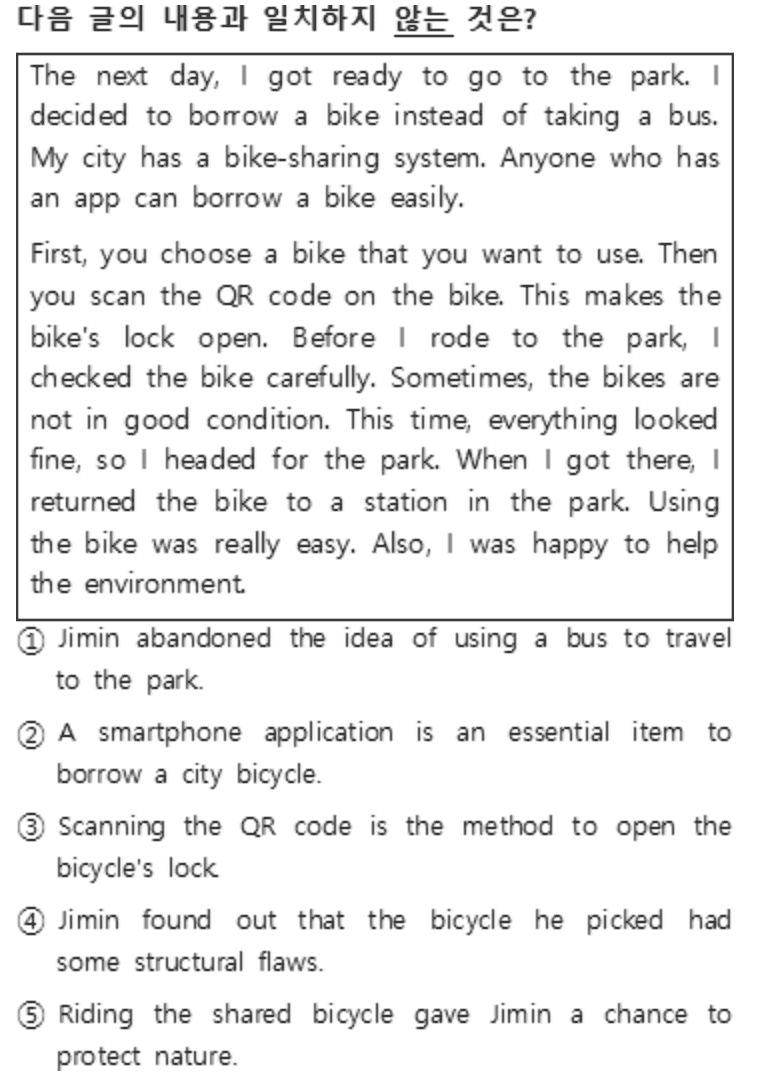 다음 글의 내용과 일치하지 않는 것은?
The next day, I got ready to go to the park. I
decided to borrow a bike instead of taking a bus.
My city has a bike-sharing system. Anyone who has
an app can borrow a bike easily.
First, you choose a bike that you want to use. Then
you scan the QR code on the bike. This makes the
bike's lock open. Before I rode to the park, I
checked the bike carefully. Sometimes, the bikes are
not in good condition. This time, everything looked
fine, so I headed for the park. When I got there, I
returned the bike to a station in the park. Using
the bike was really easy. Also, I was happy to help
the environment.
① Jimin abandoned the idea of using a bus to travel
to the park.
② A smartphone application is an essential item to
borrow a city bicycle.
③ Scanning the QR code is the method to open the
bicycle's lock.
④ Jimin found out that the bicycle he picked had
some structural flaws.
⑤ Riding the shared bicycle gave Jimin a chance to
protect nature.